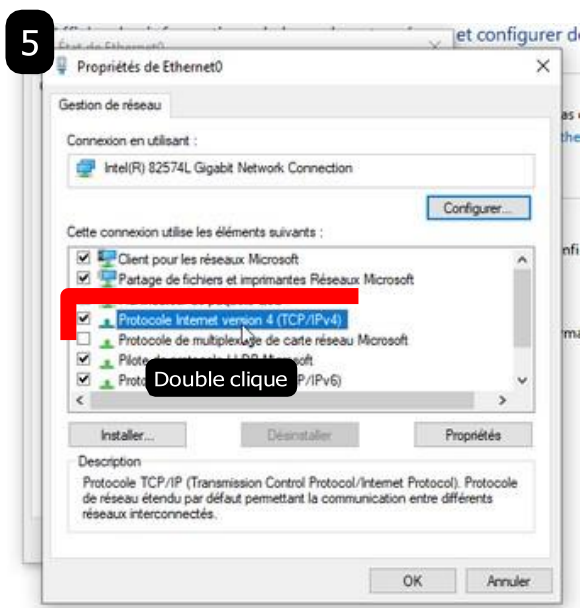 5
et configurer
État de Ethernet0
Propriétés de Ethernet0
Gestion de réseau
Connexion en utilisant :
Intel(R) 82574L Gigabit Network Connection
Configurer...
Cette connexion utilise les éléments suivants :
Client pour les réseaux Microsoft
Partage de fichiers et imprimantes Réseaux Microsoft
Protocole Internet version 4 (TCP/IPv4)
Protocole de multiplexage de carte réseau Microsoft
Pilote
Double clique
Installer...
Désinstaller
Propriétés
Description
Protocole TCP/IP (Transmission Control Protocol/Internet Protocol). Protocole
de réseau étendu par défaut permettant la communication entre différents
réseaux interconnectés.
OK
Annuler